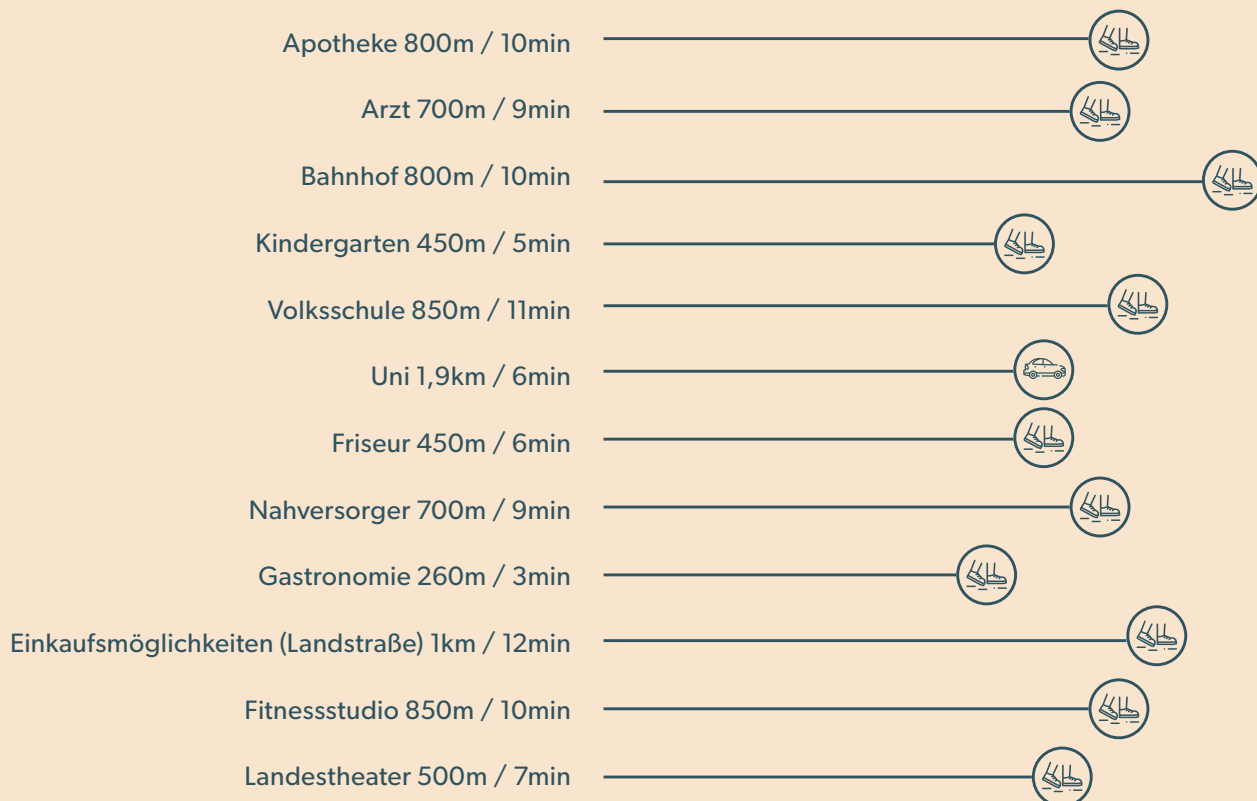 Apotheke 800m / 10min
Arzt 700m / 9min
Bahnhof 800m / 10min
Kindergarten 450m / 5min
Volksschule 850m / 11min
Uni 1,9km / 6min
Friseur 450m / 6min
Nahversorger 700m / 9min
Gastronomie 260m / 3min
Einkaufsmöglichkeiten (Landstraße) 1km / 12min
Fitnessstudio 850m / 10min
Landestheater 500m / 7min